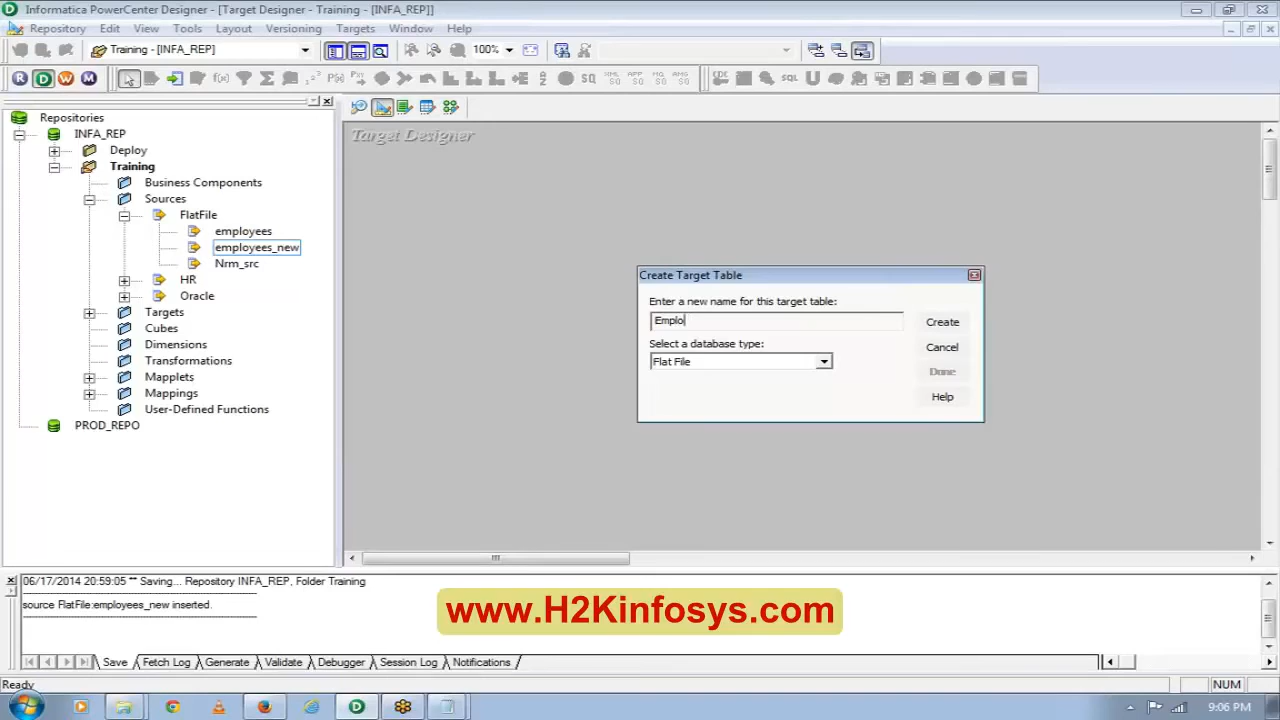 Informatica PowerCenter Designer - [Target Designer - Training - [INFA_REP]]
Repository Edit View Tools Layout Versioning Targets Window Help
Training - [INFA_REP]
100%
R D W M
SQ
SQL
Repositories
INFA_REP
Deploy
Training
Business Components
Sources
FlatFile
employees
employees_new
Nrm_src
HR
Oracle
Targets
Cubes
Dimensions
Transformations
Mapplets
Mappings
User-Defined Functions
PROD_REPO
Target Designer
Create Target Table
Enter a new name for this target table:
Emplo
Create
Select a database type:
Cancel
Flat File
Done
Help
06/17/2014 20:59:05 ** Saving... Repository INFA_REP, Folder Training
source FlatFile:employees_new inserted.
www.H2Kinfosys.com
Save Fetch Log Generate Validate Debugger Session Log Notifications
Ready
NUM
9:06 PM